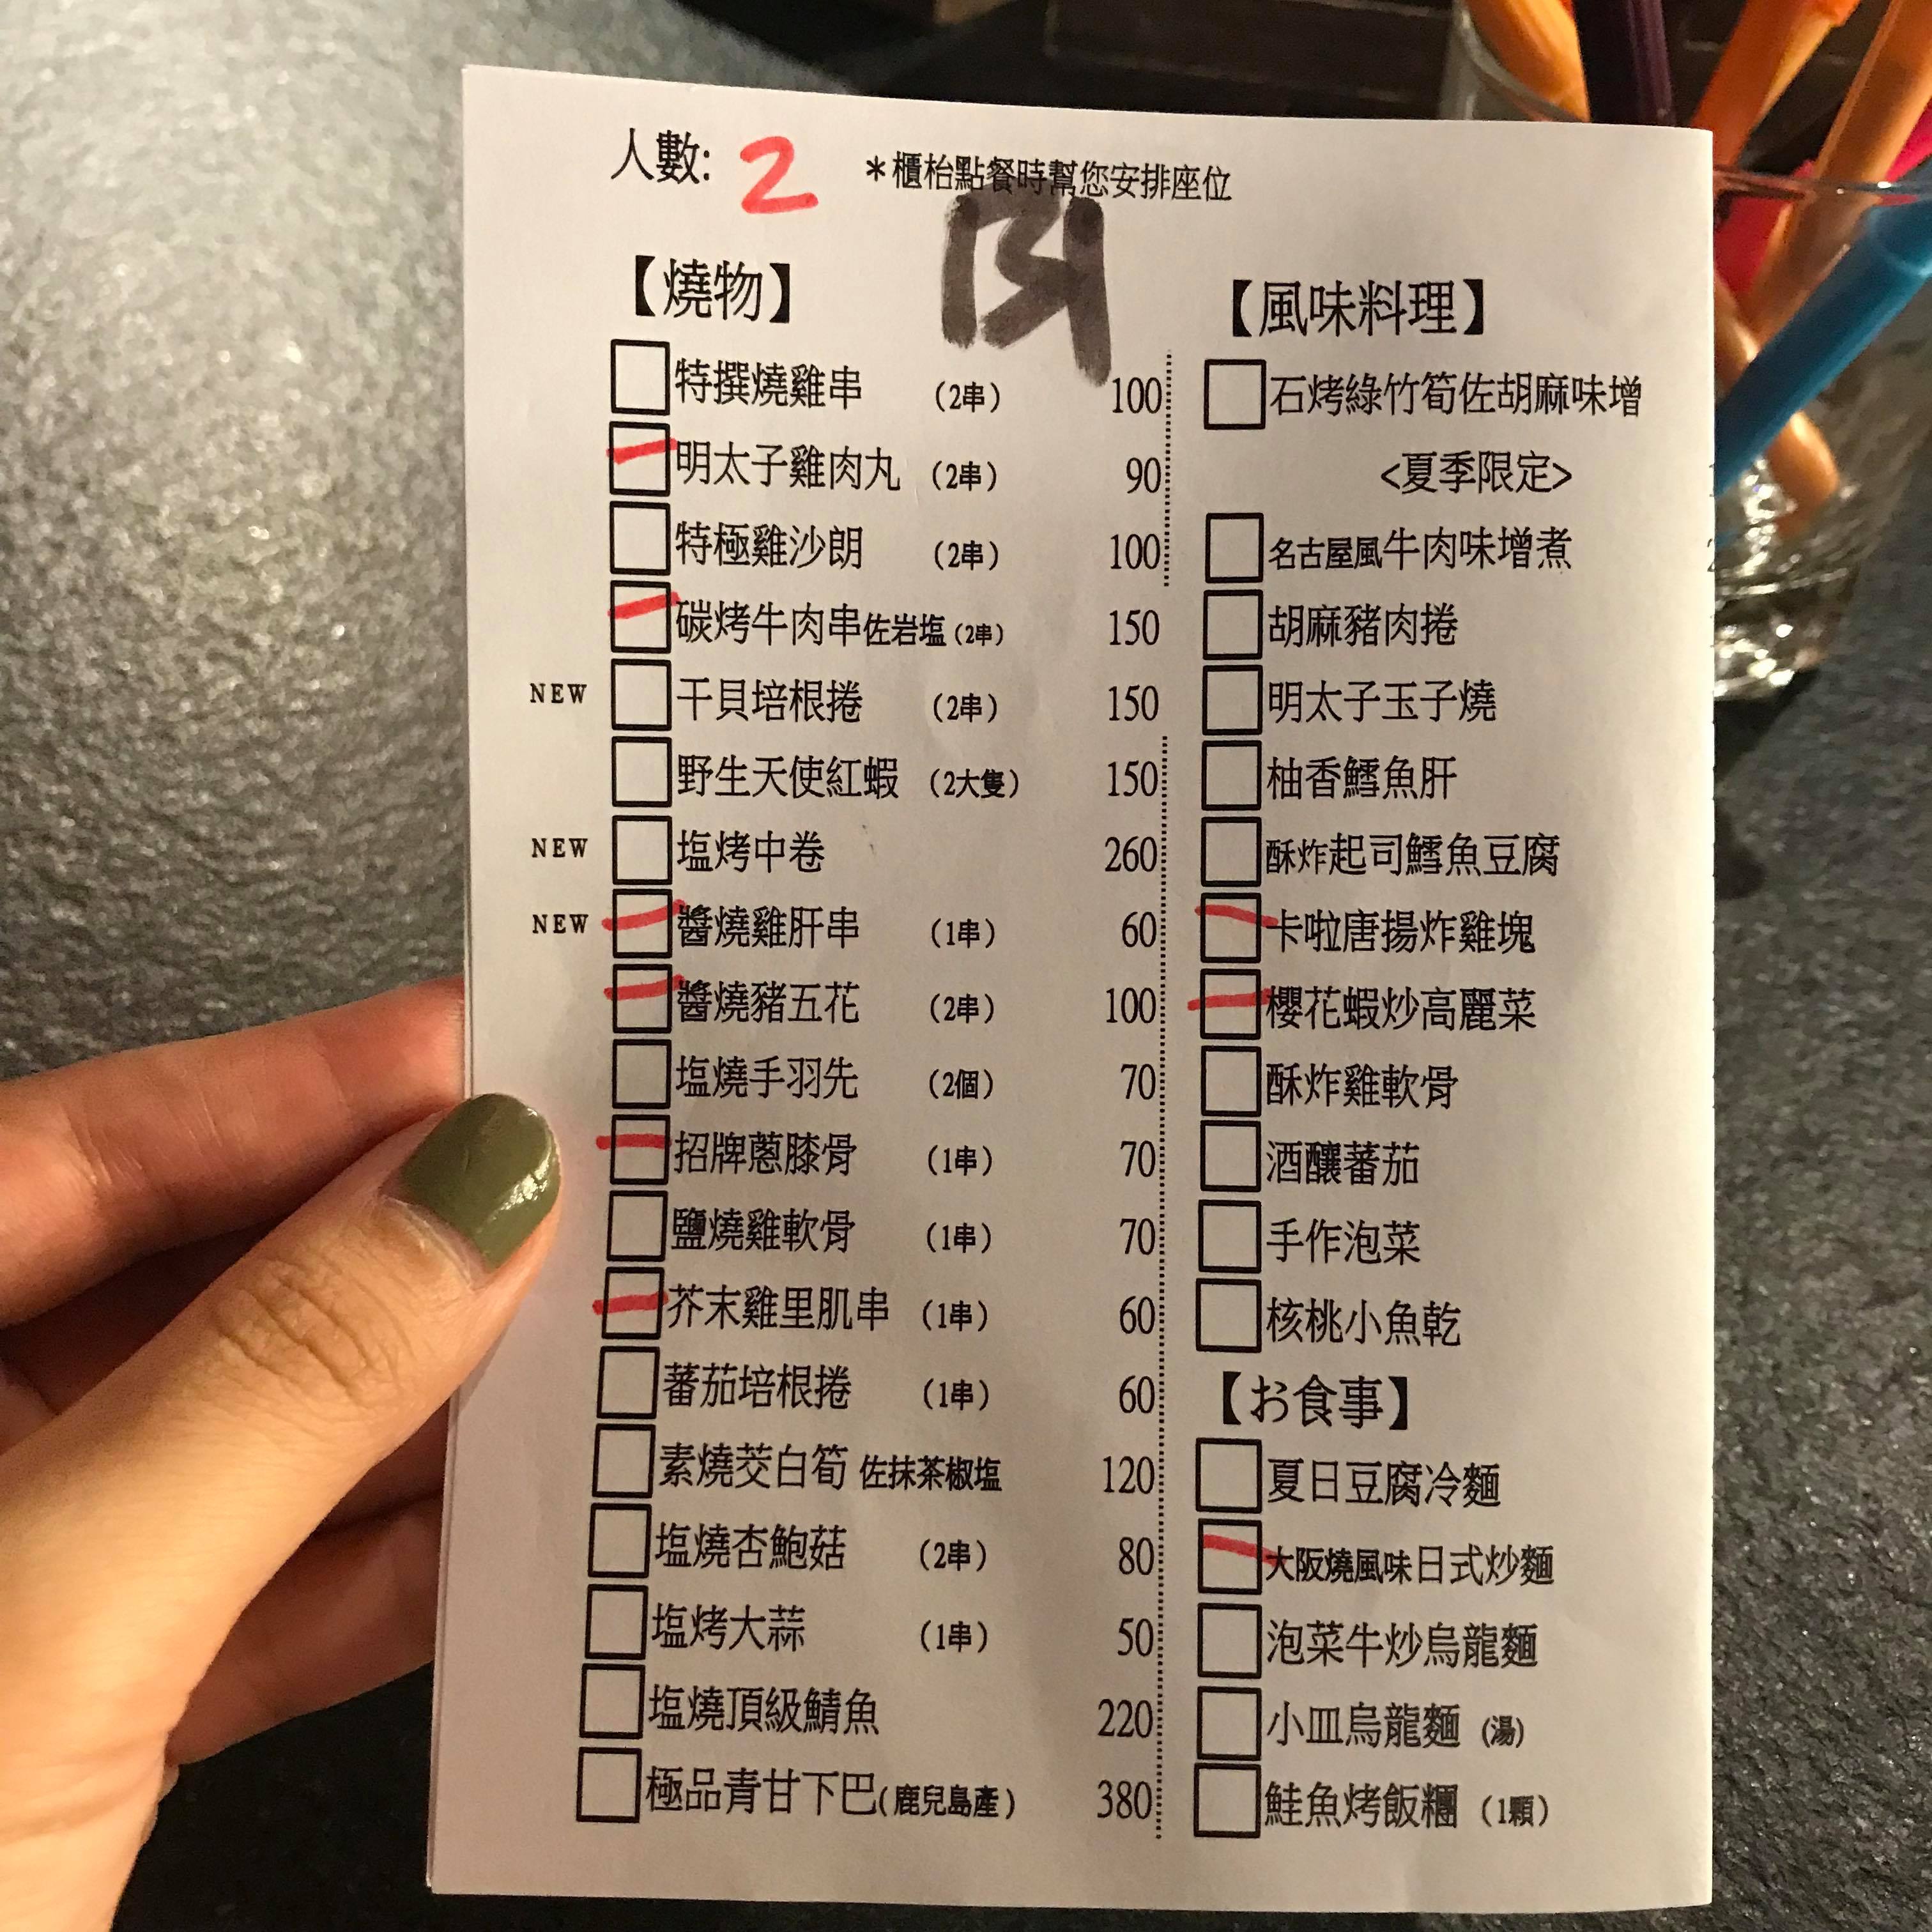 人數: 2 *櫃枱點餐時幫您安排座位
【燒物】
特撰燒雞串 (2串) 100
明太子雞肉丸 (2串) 90
特極雞沙朗 (2串) 100
碳烤牛肉串佐岩塩 (2串) 150
NEW 干貝培根捲 (2串) 150
野生天使紅蝦 (2大隻) 150
NEW 塩烤中卷 260
NEW 醬燒雞肝串 (1串) 60
醬燒豬五花 (2串) 100
塩燒手羽先 (2個) 70
招牌蔥膝骨 (1串) 70
鹽燒雞軟骨 (1串) 70
芥末雞里肌串 (1串) 60
蕃茄培根捲 (1串) 60
素燒茭白筍 佐抹茶椒塩 120
塩燒杏鮑菇 (2串) 80
塩烤大蒜 (1串) 50
塩燒頂級鯖魚 220
極品青甘下巴(鹿兒島產) 380
【風味料理】
石烤綠竹筍佐胡麻味增
<夏季限定>
名古屋風牛肉味增煮
胡麻豬肉捲
明太子玉子燒
柚香鱈魚肝
酥炸起司鱈魚豆腐
卡啦唐揚炸雞塊
櫻花蝦炒高麗菜
酥炸雞軟骨
酒釀蕃茄
手作泡菜
核桃小魚乾
【お食事】
夏日豆腐冷麵
大阪燒風味日式炒麵
泡菜牛炒烏龍麵
小皿烏龍麵 (湯)
鮭魚烤飯糰 (1顆)